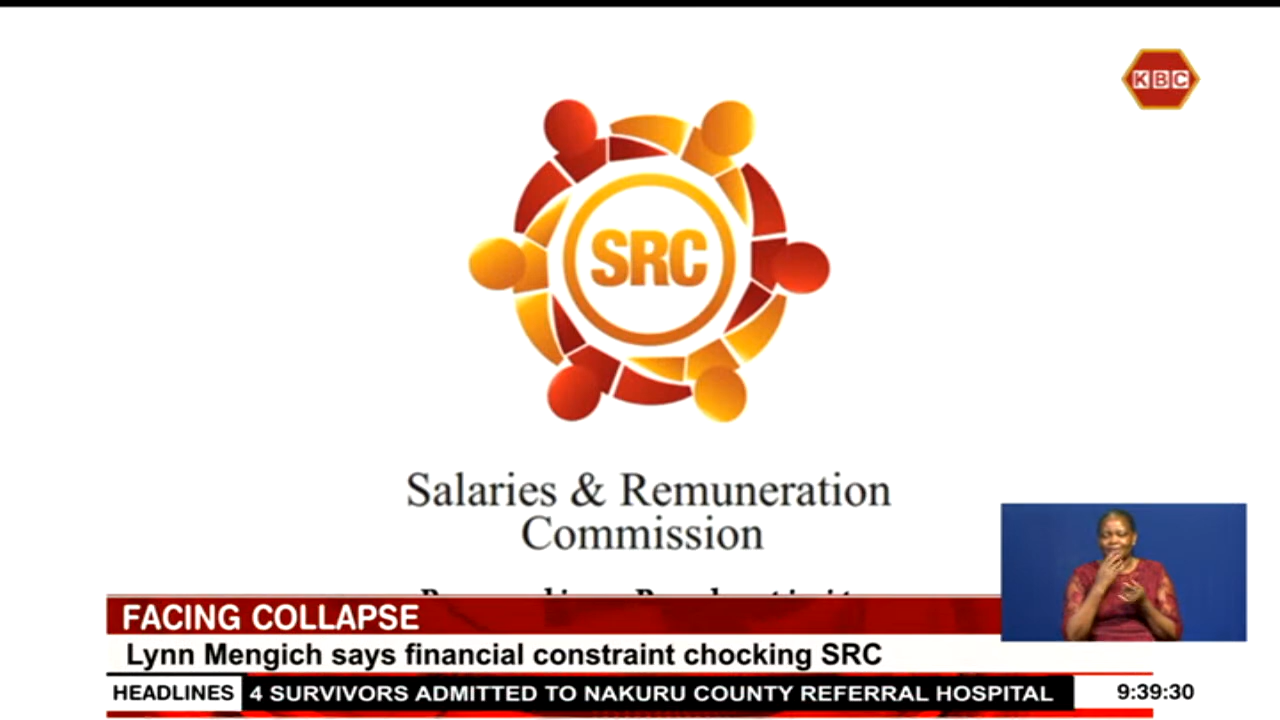 KBC
SRC
Salaries & Remuneration
Commission
FACING COLLAPSE
Lynn Mengich says financial constraint chocking SRC
HEADLINES
4 SURVIVORS ADMITTED TO NAKURU COUNTY REFERRAL HOSPITAL
9:39:30